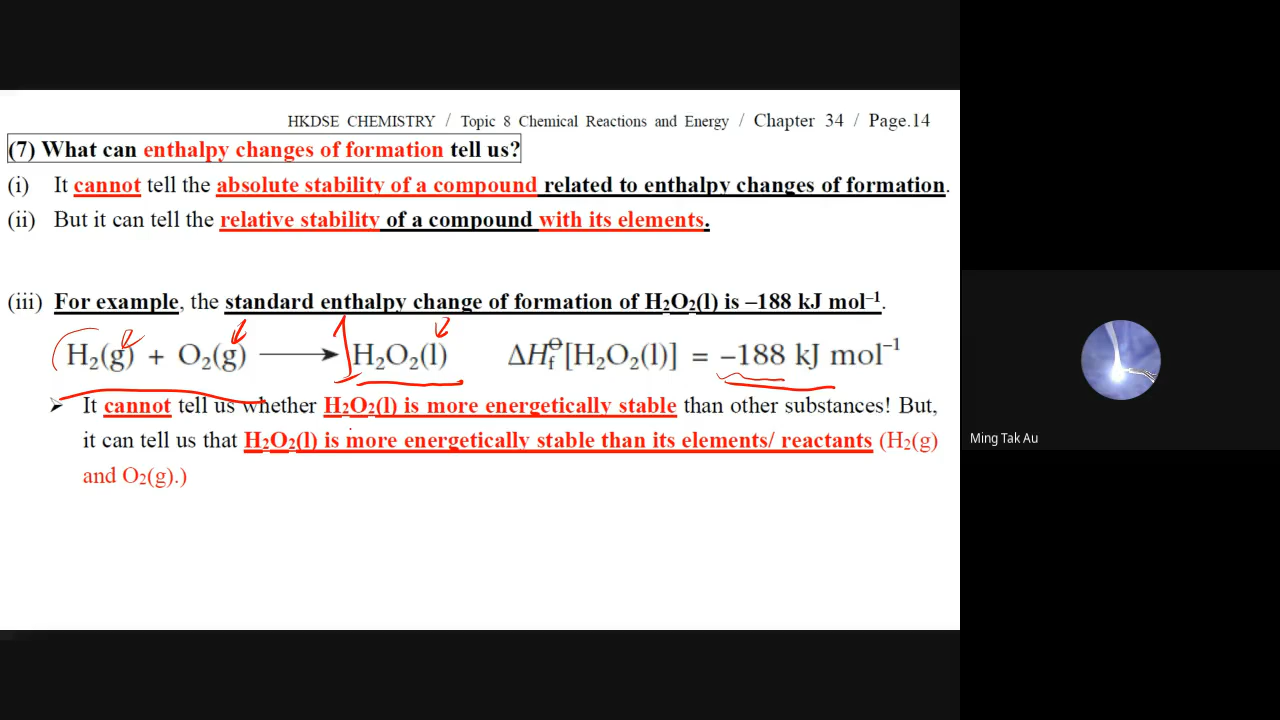 HKDSE CHEMISTRY / Topic 8 Chemical Reactions and Energy / Chapter 34 / Page.14
(7) What can enthalpy changes of formation tell us?
(i) It cannot tell the absolute stability of a compound related to enthalpy changes of formation.
(ii) But it can tell the relative stability of a compound with its elements.
(iii) For example, the standard enthalpy change of formation of H₂O₂(l) is –188 kJ mol⁻¹.
1
H₂(g) + O₂(g) ⟶ H₂O₂(l) ΔH_f^⊖[H₂O₂(l)] = −188 kJ mol⁻¹
➤ It cannot tell us whether H₂O₂(l) is more energetically stable than other substances! But,
it can tell us that H₂O₂(l) is more energetically stable than its elements/ reactants (H₂(g)
and O₂(g).)
Ming Tak Au